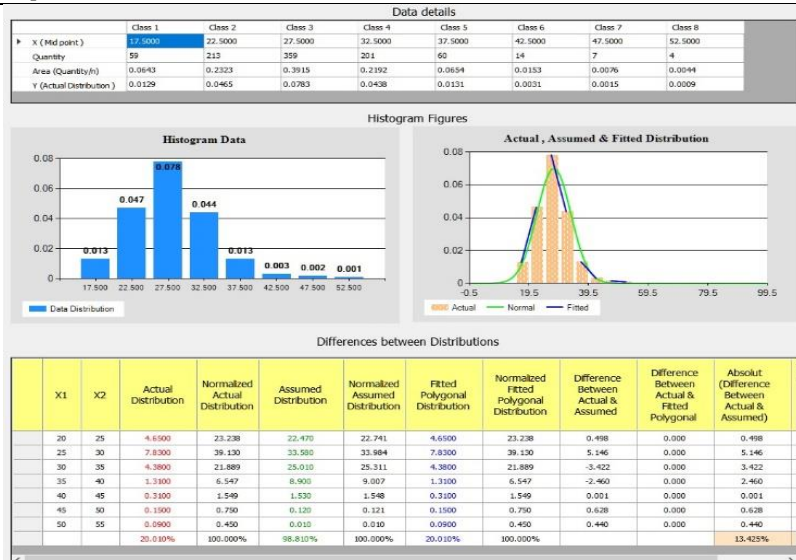 Data details
Class 1 Class 2 Class 3 Class 4 Class 5 Class 6 Class 7 Class 8
X ( Mid point ) 17.5000 22.5000 27.5000 32.5000 37.5000 42.5000 47.5000 52.5000
Quantity 59 213 359 201 60 14 7 4
Area (Quantity/n) 0.0643 0.2323 0.3915 0.2192 0.0654 0.0153 0.0076 0.0044
Y (Actual Distribution ) 0.0129 0.0465 0.0783 0.0438 0.0131 0.0031 0.0015 0.0009
Histogram Figures
Histogram Data
0.08
0.06
0.04
0.02
0
0.013 0.047 0.078 0.044 0.013 0.003 0.002 0.001
17.500 22.500 27.500 32.500 37.500 42.500 47.500 52.500
Data Distribution
Actual , Assumed & Fitted Distribution
0.08
0.06
0.04
0.02
0
-0.5 19.5 39.5 59.5 79.5 99.5
Actual Normal Fitted
Differences between Distributions
X1 X2 Actual Distribution Normalized Actual Distribution Assumed Distribution Normalized Assumed Distribution Fitted Polygonal Distribution Normalized Fitted Polygonal Distribution Difference Between Actual & Assumed Difference Between Actual & Fitted Polygonal Absolut (Difference Between Actual & Assumed)
20 25 4.6500 23.238 22.470 22.741 4.6500 23.238 0.498 0.000 0.498
25 30 7.8300 39.130 33.580 33.984 7.8300 39.130 5.146 0.000 5.146
30 35 4.3800 21.889 25.010 25.311 4.3800 21.889 -3.422 0.000 3.422
35 40 1.3100 6.547 8.900 9.007 1.3100 6.547 -2.460 0.000 2.460
40 45 0.3100 1.549 1.530 1.548 0.3100 1.549 0.001 0.000 0.001
45 50 0.1500 0.750 0.120 0.121 0.1500 0.750 0.628 0.000 0.628
50 55 0.0900 0.450 0.010 0.010 0.0900 0.450 0.440 0.000 0.440
20.010% 100.000% 98.810% 100.000% 20.010% 100.000% 13.425%